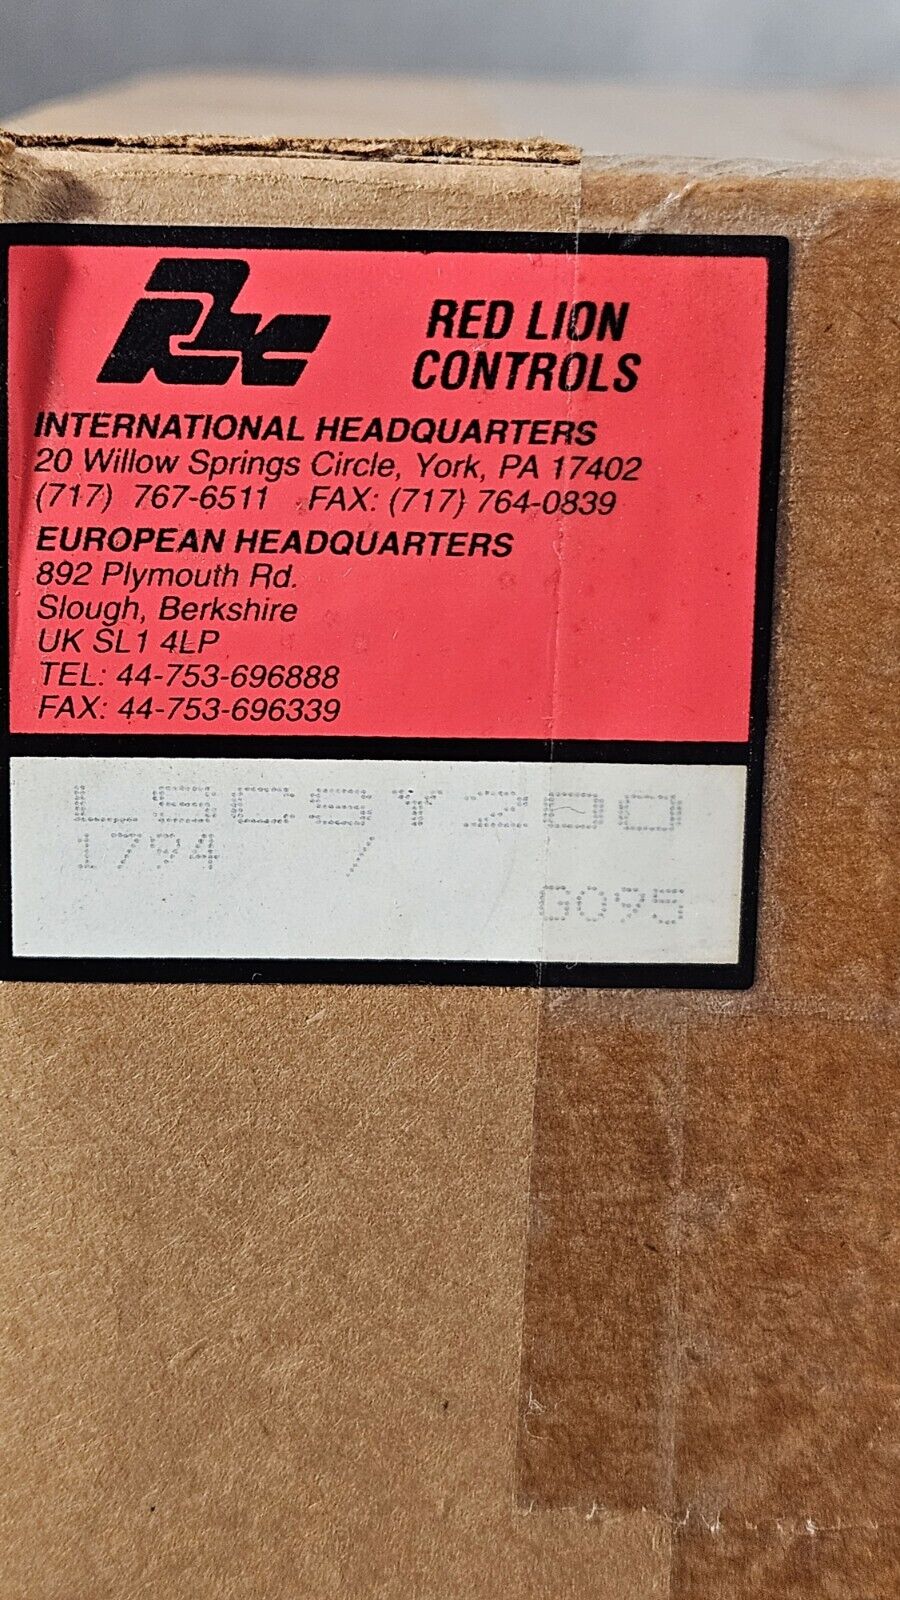 RLC RED LION
CONTROLS
INTERNATIONAL HEADQUARTERS
20 Willow Springs Circle, York, PA 17402
(717) 767-6511 FAX: (717) 764-0839
EUROPEAN HEADQUARTERS
892 Plymouth Rd.
Slough, Berkshire
UK SL1 4LP
TEL: 44-753-696888
FAX: 44-753-696339
1794 /